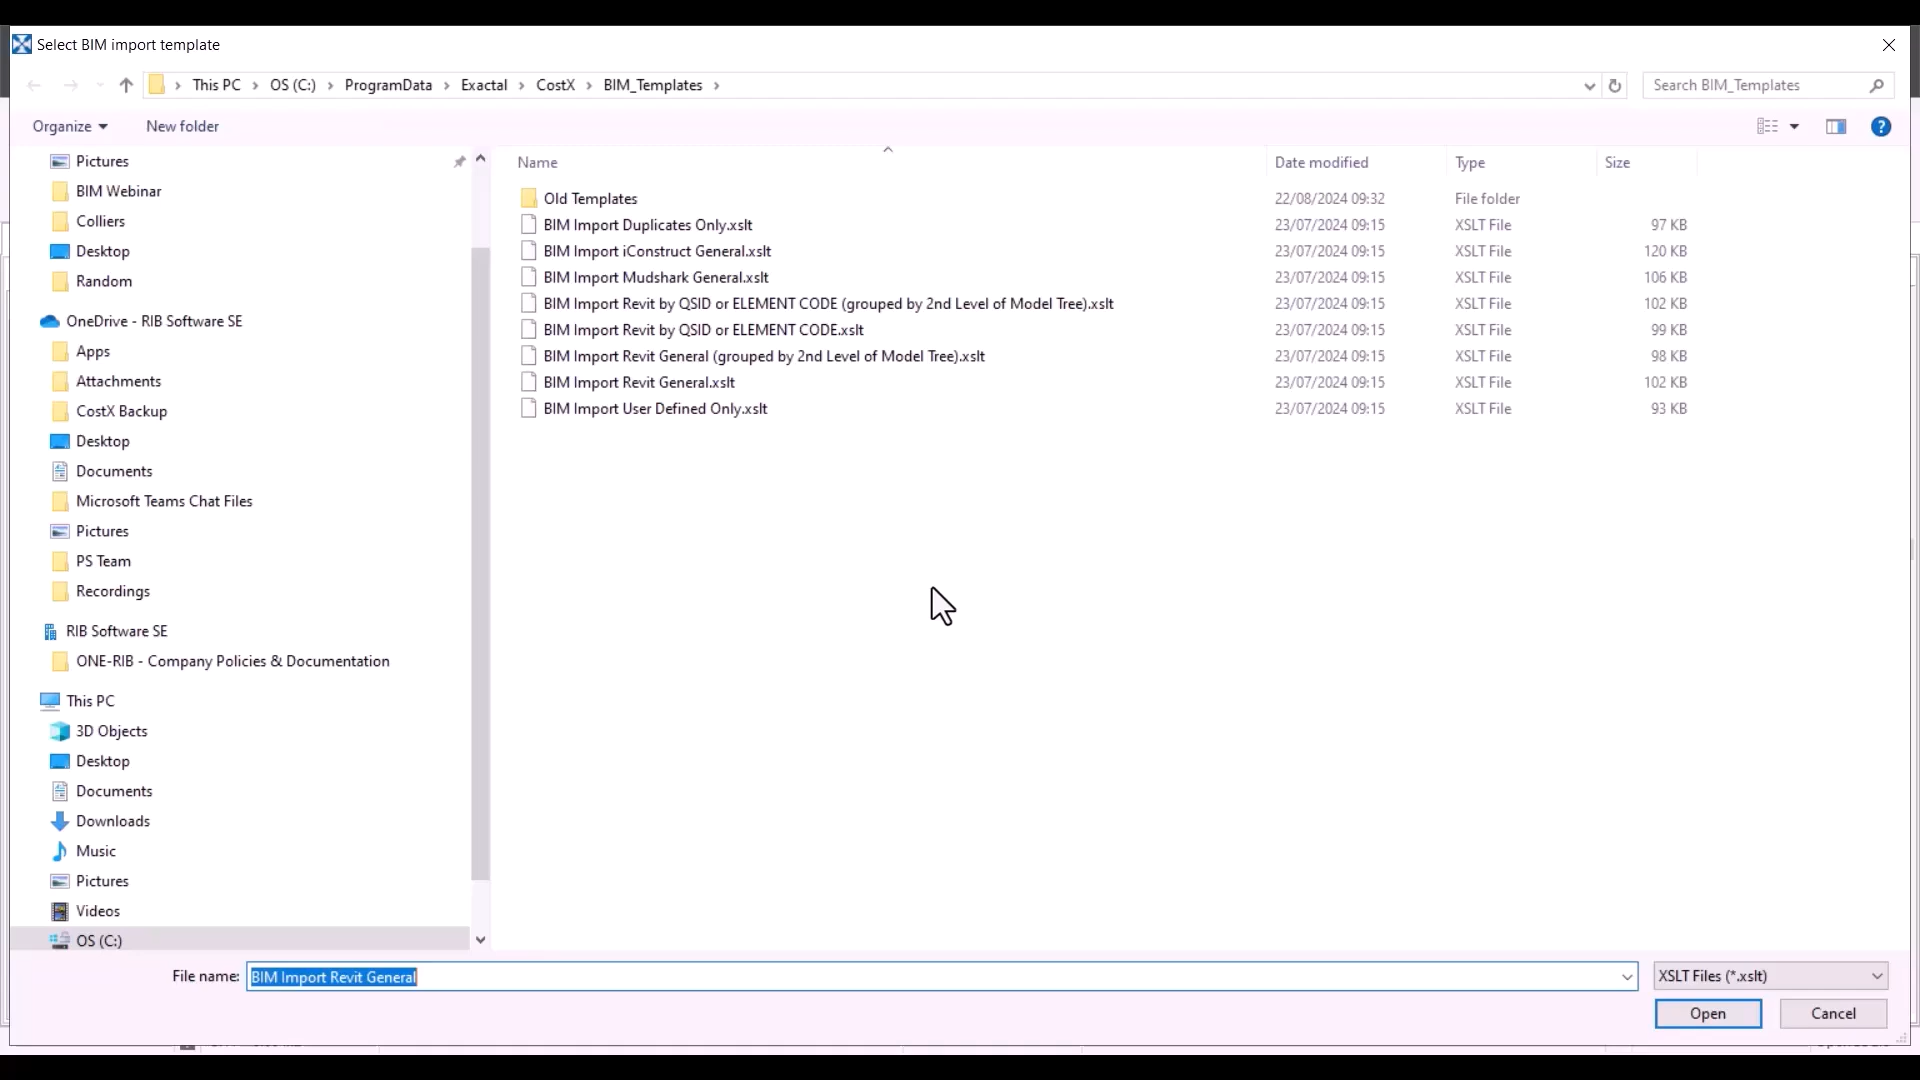 Select BIM import template
This PC > OS (C:) > ProgramData > Exactal > CostX > BIM_Templates >
Search BIM_Templates
Organize
New folder
Pictures
BIM Webinar
Colliers
Desktop
Random
OneDrive - RIB Software SE
Apps
Attachments
CostX Backup
Desktop
Documents
Microsoft Teams Chat Files
Pictures
PS Team
Recordings
RIB Software SE
ONE-RIB - Company Policies & Documentation
This PC
3D Objects
Desktop
Documents
Downloads
Music
Pictures
Videos
OS (C:)
Name Date modified Type Size
Old Templates 22/08/2024 09:32 File folder
BIM Import Duplicates Only.xslt 23/07/2024 09:15 XSLT File 97 KB
BIM Import iConstruct General.xslt 23/07/2024 09:15 XSLT File 120 KB
BIM Import Mudshark General.xslt 23/07/2024 09:15 XSLT File 106 KB
BIM Import Revit by QSID or ELEMENT CODE (grouped by 2nd Level of Model Tree).xslt 23/07/2024 09:15 XSLT File 102 KB
BIM Import Revit by QSID or ELEMENT CODE.xslt 23/07/2024 09:15 XSLT File 99 KB
BIM Import Revit General (grouped by 2nd Level of Model Tree).xslt 23/07/2024 09:15 XSLT File 98 KB
BIM Import Revit General.xslt 23/07/2024 09:15 XSLT File 102 KB
BIM Import User Defined Only.xslt 23/07/2024 09:15 XSLT File 93 KB
File name: BIM Import Revit General
XSLT Files (*.xslt)
Open
Cancel